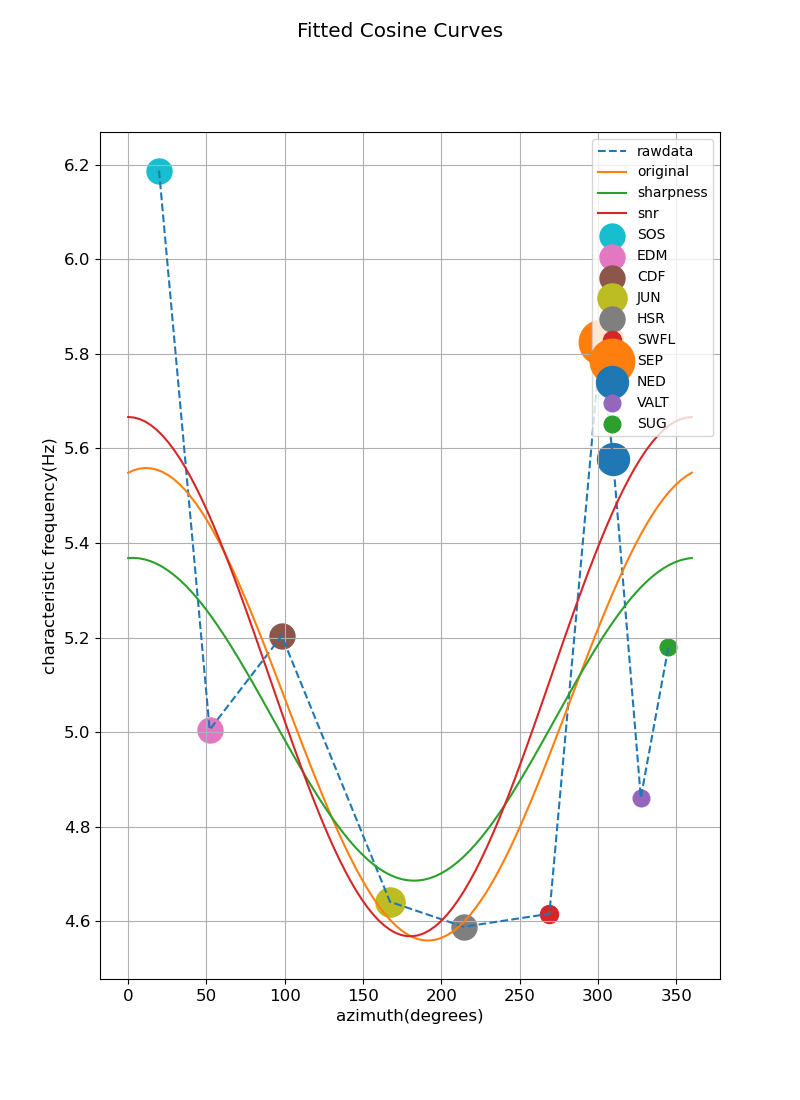 Fitted Cosine Curves
rawdata
original
sharpness
snr
SOS
EDM
CDF
JUN
HSR
SWFL
SEP
NED
VALT
SUG
characteristic frequency(Hz)
6.2
6.0
5.8
5.6
5.4
5.2
5.0
4.8
4.6
0 50 100 150 200 250 300 350
azimuth(degrees)